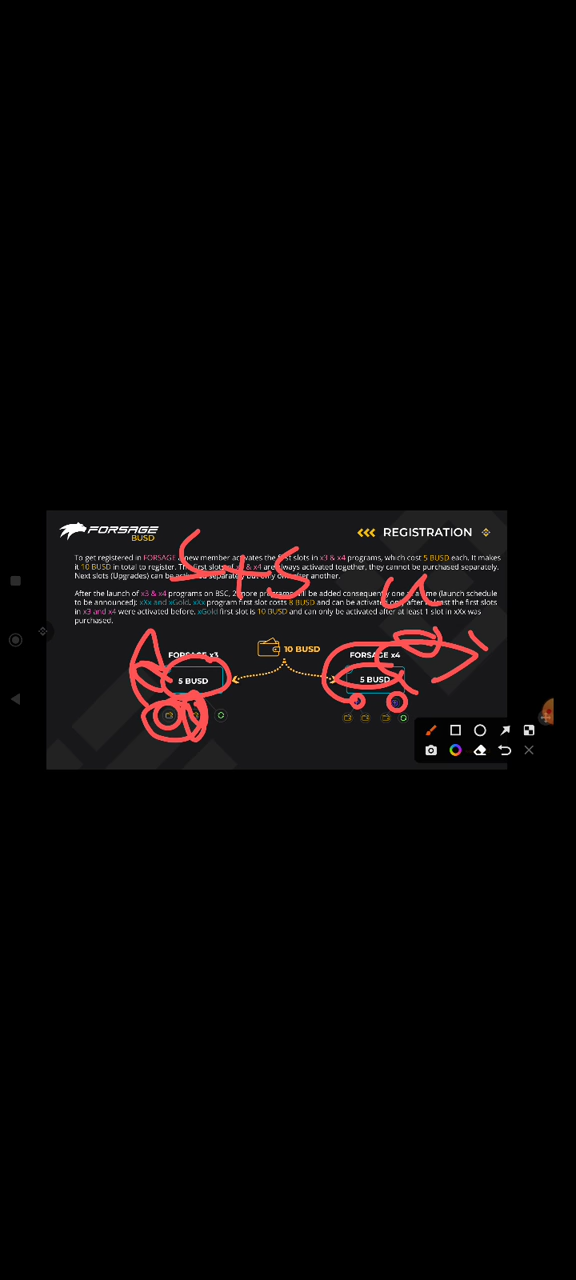 FORSAGE
BUSD
REGISTRATION
To get registered in FORSAGE a new member activates the first slots in x3 & x4 programs, which cost 5 BUSD each. It makes
it 10 BUSD in total to register. The first slots of x3 & x4 are always activated together, they cannot be purchased separately.
Next slots (Upgrades) can be activated separately but only one after another.
After the launch of x3 & x4 programs on BSC, 2 more programs will be added consequently one at a time (launch schedule
to be announced): xXx and xGold. xXx program first slot costs 8 BUSD and can be activated only after at least the first slots
in x3 and x4 were activated before. xGold first slot is 10 BUSD and can only be activated after at least 1 slot in xXx was
purchased.
10 BUSD
FORSAGE x3
FORSAGE x4
5 BUSD
5 BUSD